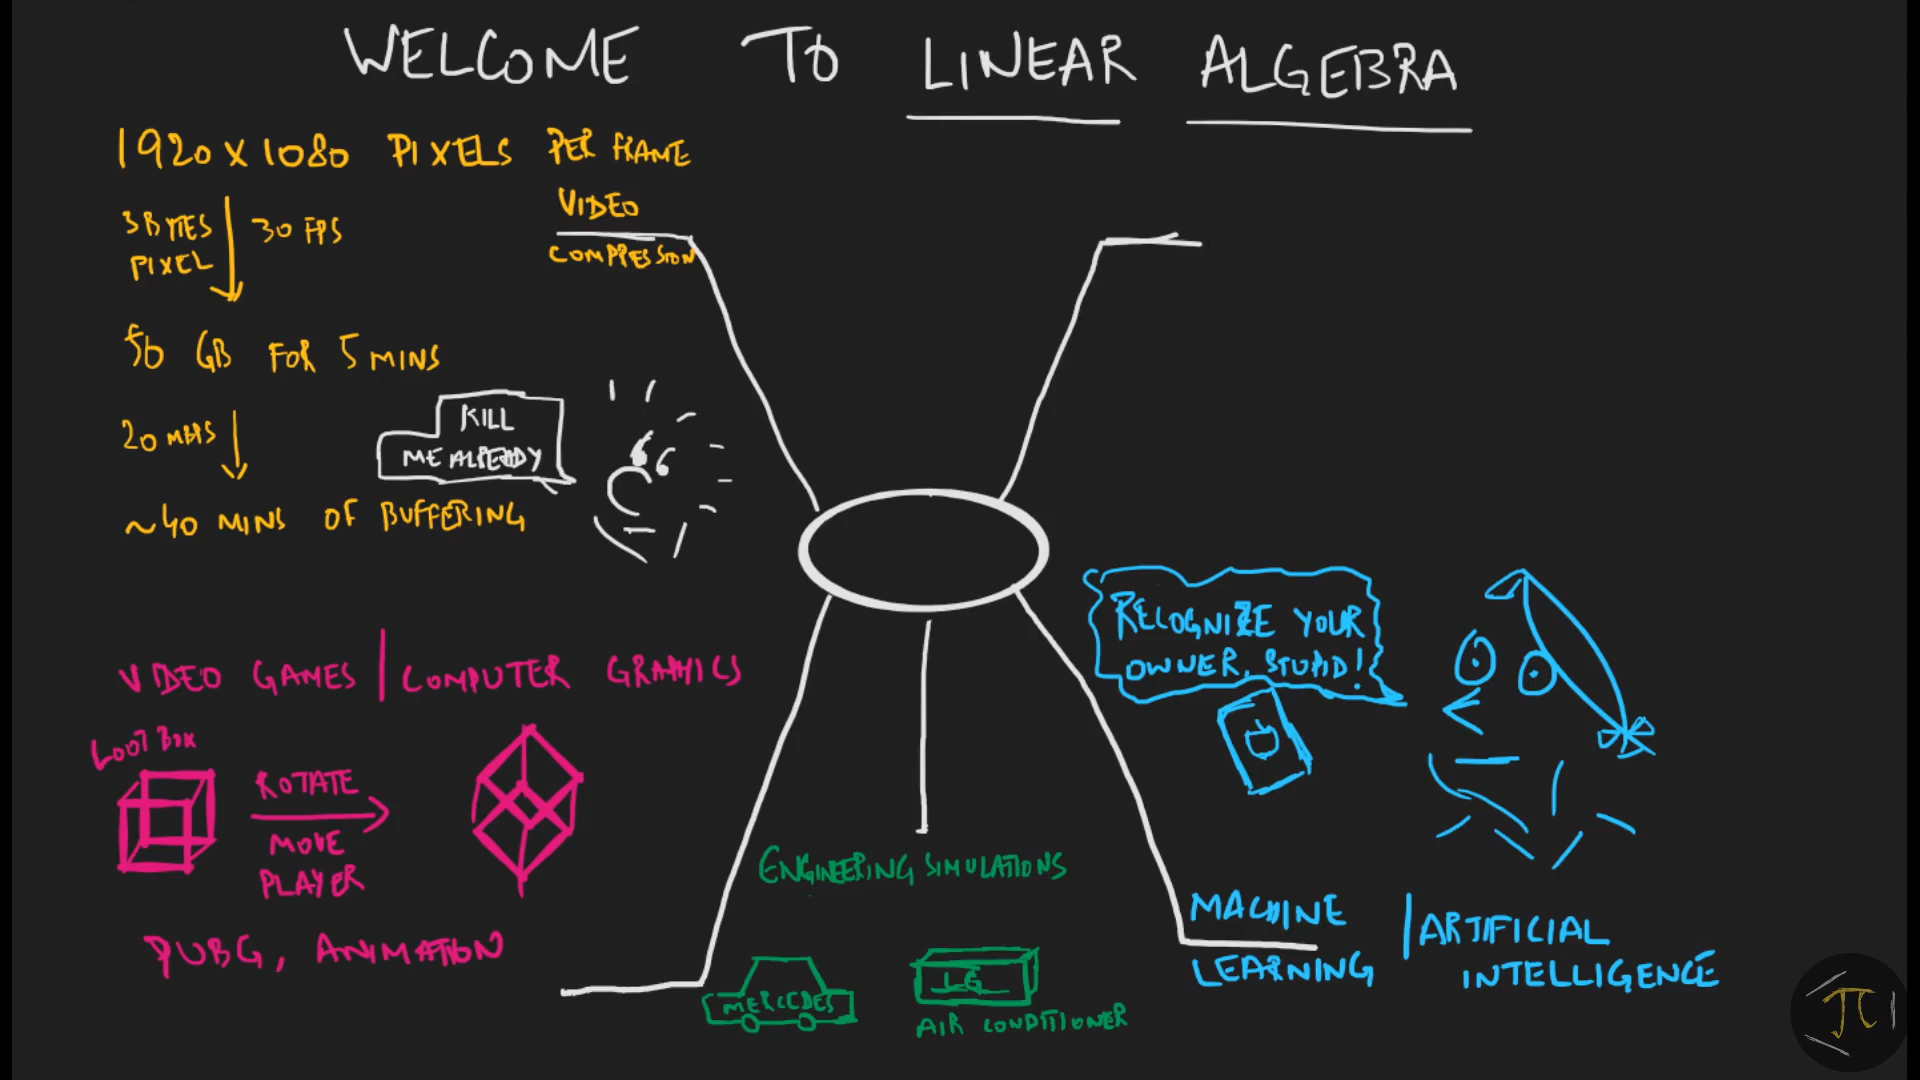 WELCOME TO LINEAR ALGEBRA
1920 X 1080 PIXELS PER FRAME
VIDEO
COMPRESSION
3 BYTES
PIXEL
30 FPS
50 GB FOR 5 MINS
20 MBPS
~40 MINS OF BUFFERING
KILL
ME ALREADY
RECOGNIZE YOUR
OWNER, STUPID!
VIDEO GAMES | COMPUTER GRAPHICS
LOOT BOX
ROTATE
MOVE
PLAYER
PUBG, ANIMATION
ENGINEERING SIMULATIONS
MERCEDES
LG
AIR CONDITIONER
MACHINE
LEARNING
| ARTIFICIAL
INTELLIGENCE
π